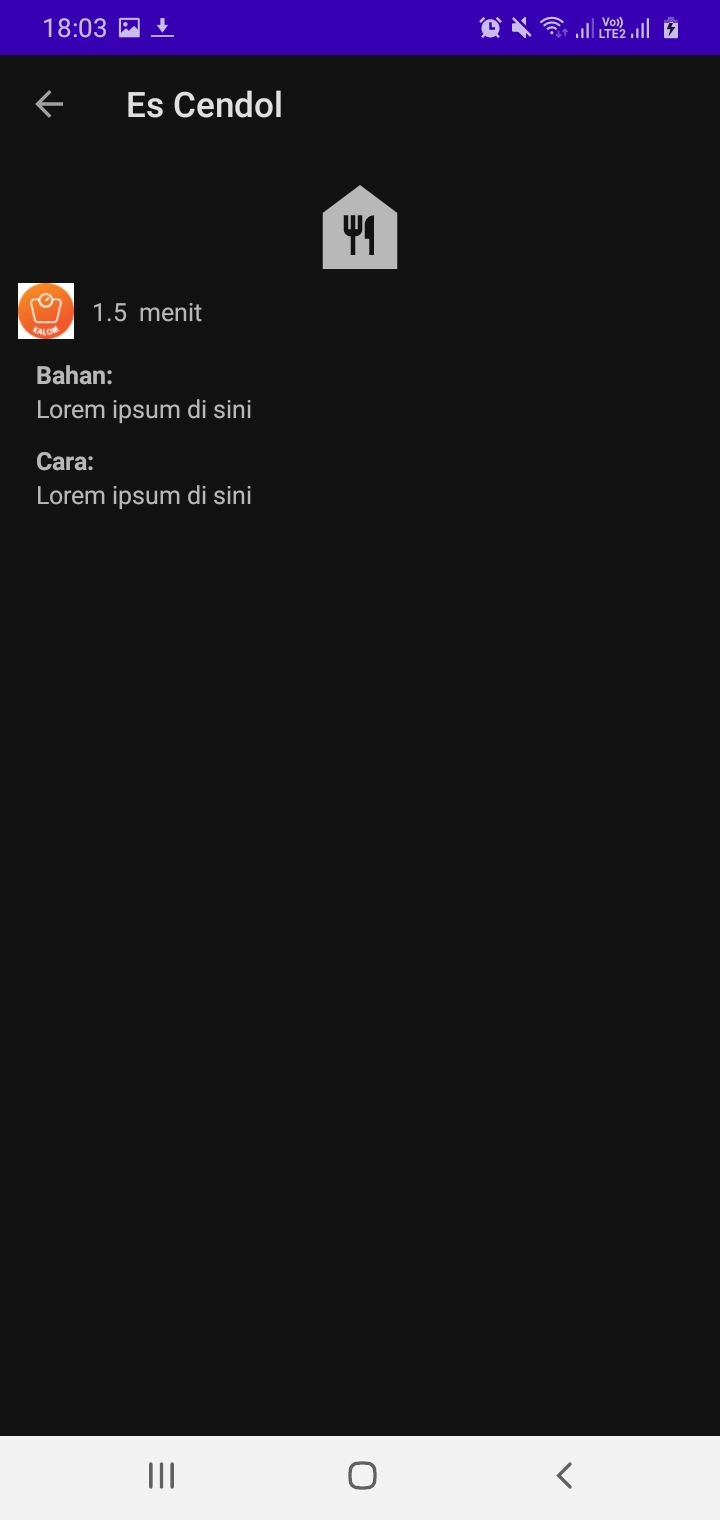 18:03
Vo))
LTE2
Es Cendol
KALORI
1.5 menit
Bahan:
Lorem ipsum di sini
Cara:
Lorem ipsum di sini